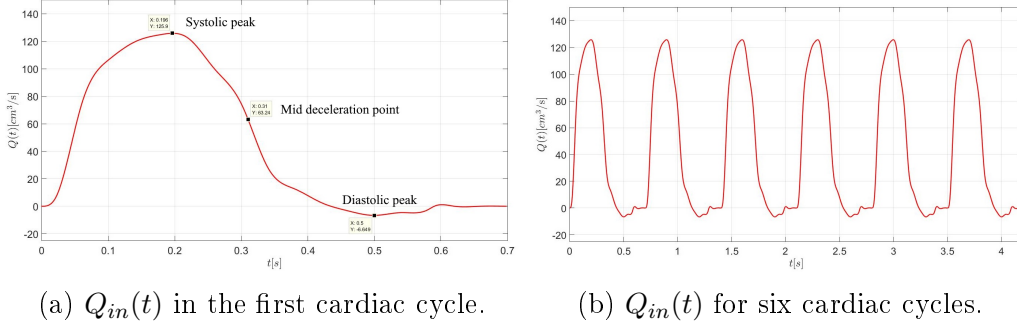 140
120
100
80
60
40
20
0
-20
Q(t)[cm³/s]
X: 0.196
Y: 125.9
Systolic peak
X: 0.31
Y: 63.24
Mid deceleration point
Diastolic peak
X: 0.5
Y: -6.649
0 0.1 0.2 0.3 0.4 0.5 0.6 0.7
t[s]
140
120
100
80
60
40
20
0
-20
Q(t)[cm³/s]
0 0.5 1 1.5 2 2.5 3 3.5 4
t[s]
(a) Qin(t) in the first cardiac cycle.
(b) Qin(t) for six cardiac cycles.